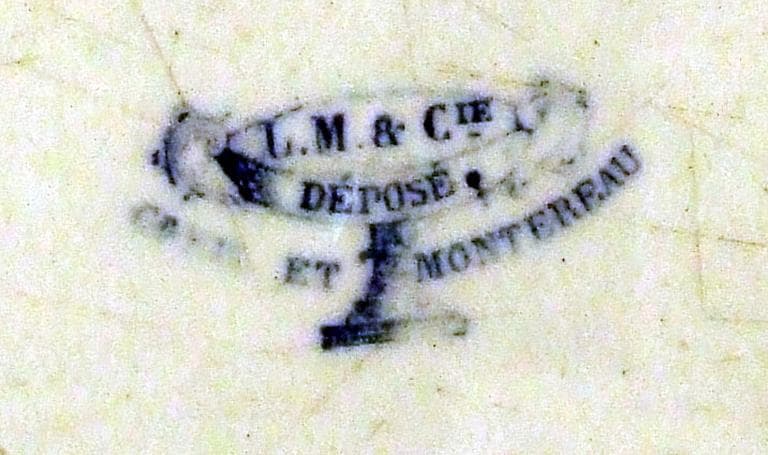 L.M. & CIE
DÉPOSÉ
ET MONTEREAU